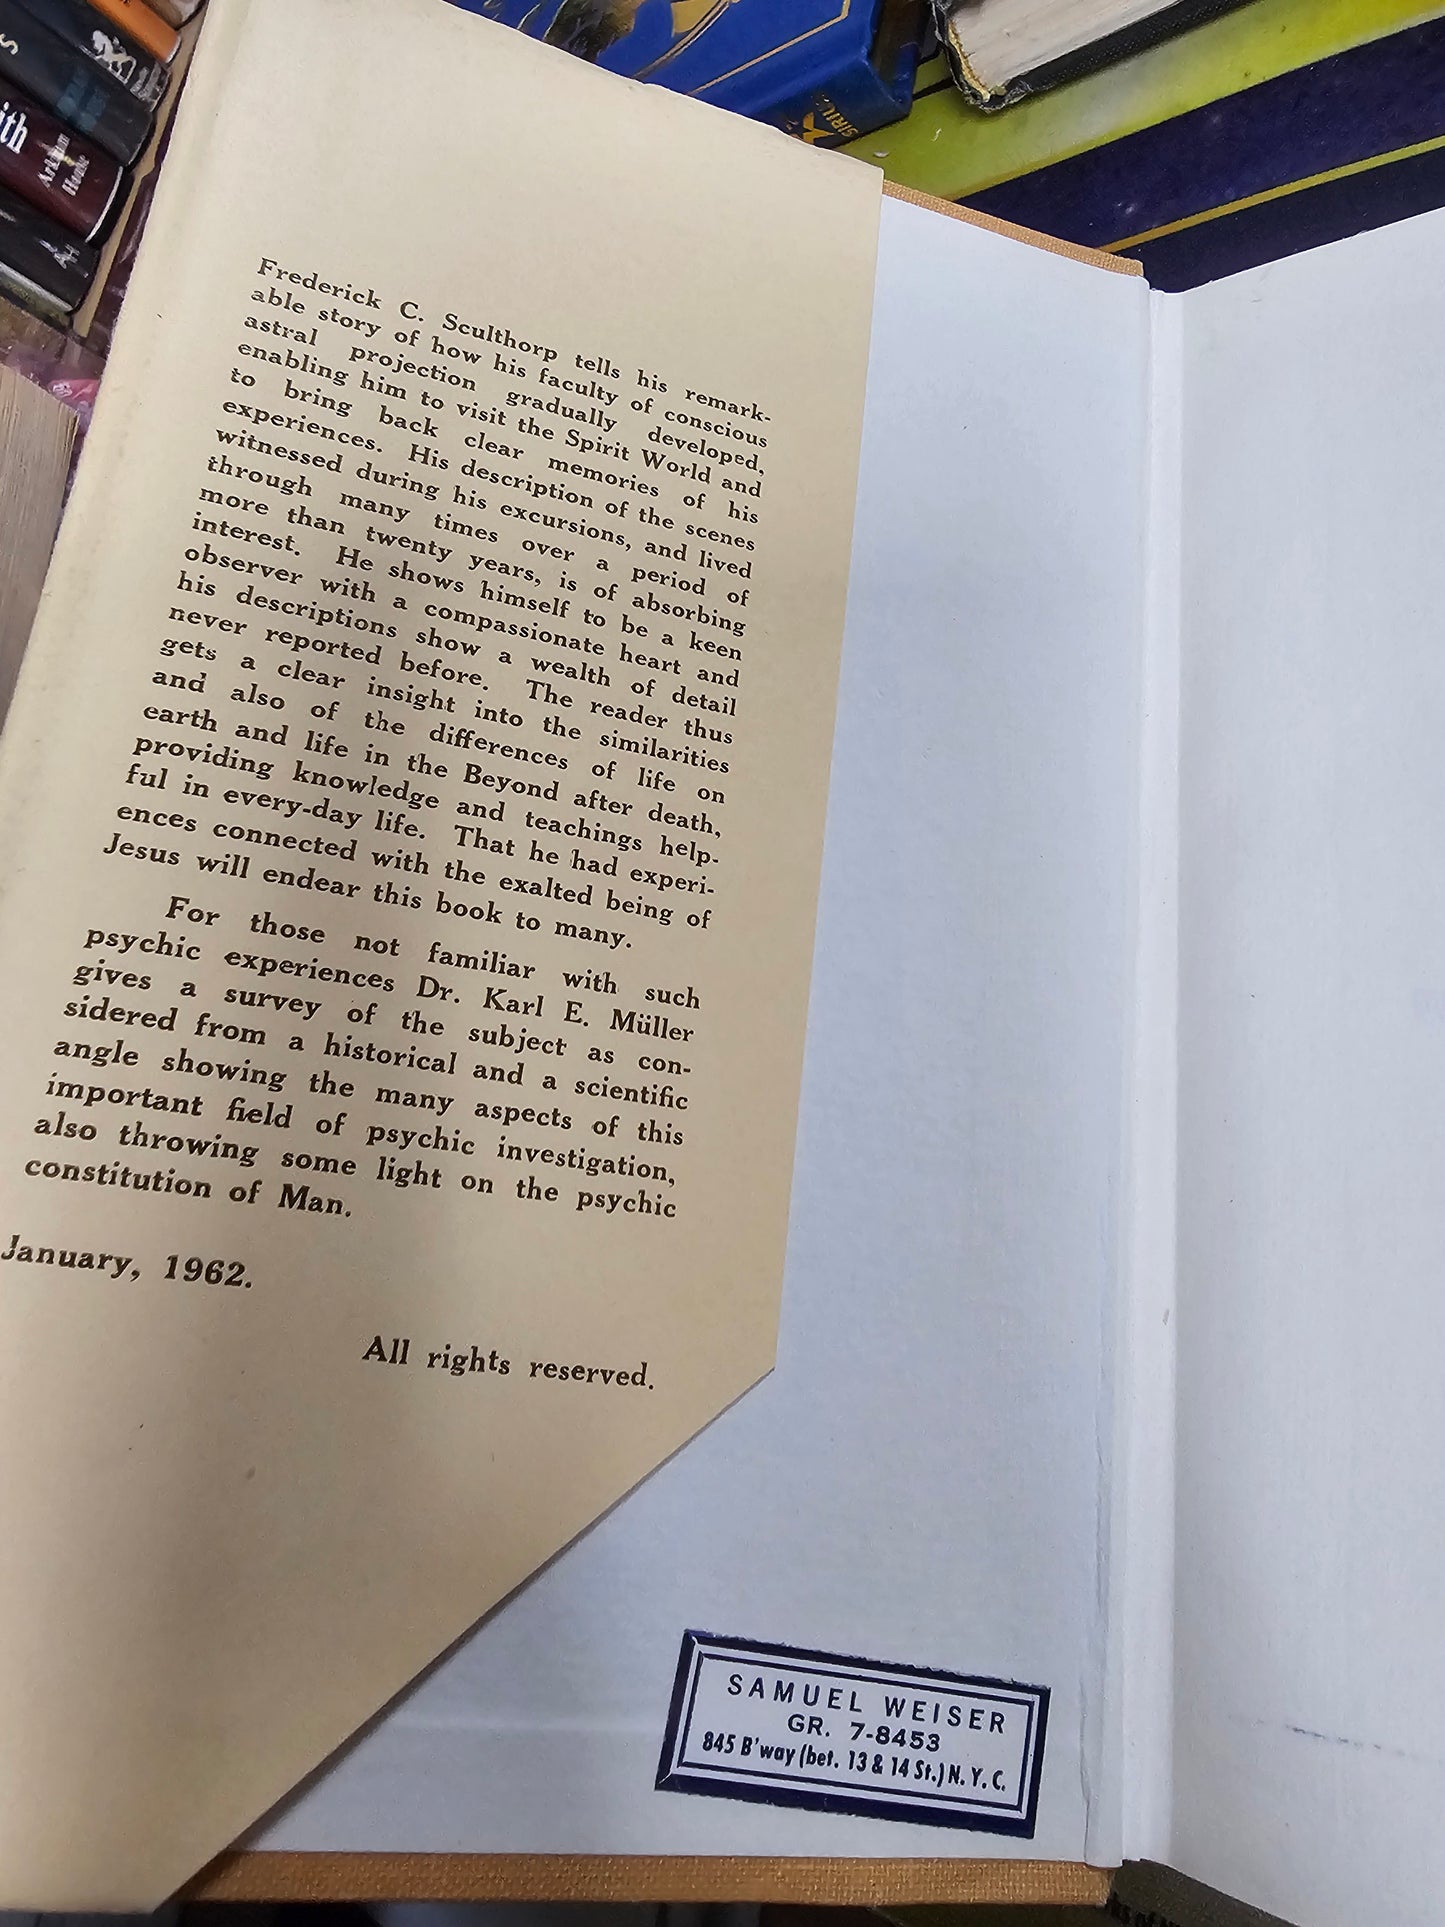 ith
Arkham
House
AH
SIRIU
Frederick C. Sculthorp tells his remark-
able story of how his faculty of conscious
astral projection gradually developed,
enabling him to visit the Spirit World and
to bring back clear memories of his
experiences. His description of the scenes
witnessed during his excursions, and lived
through many times over a period of
more than twenty years, is of absorbing
interest. He shows himself to be a keen
observer with a compassionate heart and
his descriptions show a wealth of detail
never reported before. The reader thus
gets a clear insight into the similarities
and also of the differences of life on
earth and life in the Beyond after death,
providing knowledge and teachings help-
ful in every-day life. That he had experi-
ences connected with the exalted being of
Jesus will endear this book to many.
For those not familiar with such
psychic experiences Dr. Karl E. Müller
gives a survey of the subject as con-
sidered from a historical and a scientific
angle showing the many aspects of this
important field of psychic investigation,
also throwing some light on the psychic
constitution of Man.
January, 1962.
All rights reserved.
SAMUEL WEISER
GR. 7-8453
845 B'way (bet. 13 & 14 St.) N. Y. C.